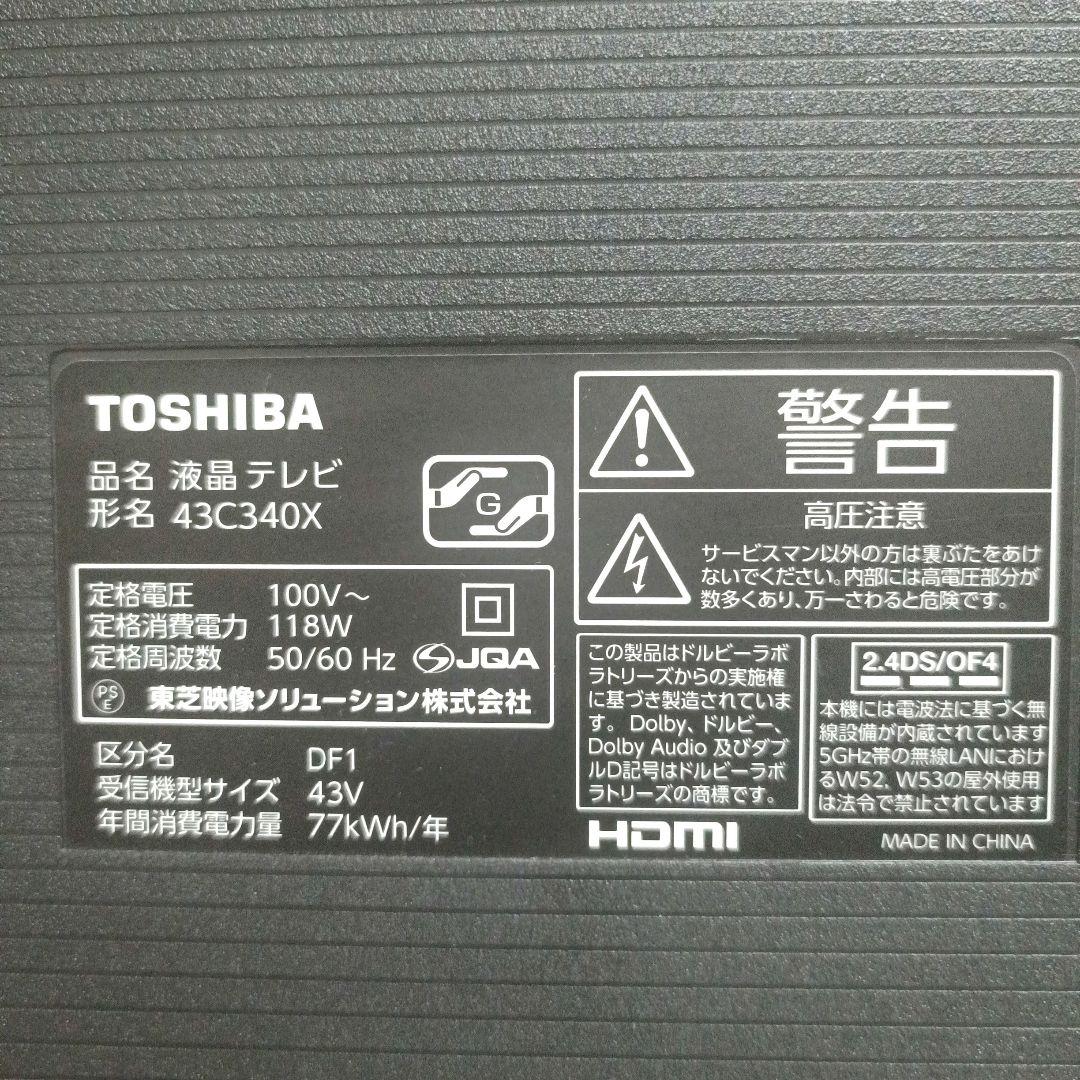 TOSHIBA
品名 液晶 テレビ
形名 43C340X
G
定格電圧 100V～
定格消費電力 118W
定格周波数 50/60 Hz
JQA
PS
E
東芝映像ソリューション株式会社
区分名 DF1
受信機型サイズ 43V
年間消費電力量 77kWh/年
警告
高圧注意
サービスマン以外の方は裏ぶたをあけ
ないでください。内部には高電圧部分が
数多くあり、万一さわると危険です。
この製品はドルビーラボ
ラトリーズからの実施権
に基づき製造されていま
す。Dolby、ドルビー、
Dolby Audio 及びダブ
ルD記号はドルビーラボ
ラトリーズの商標です。
HDMI
2.4DS/OF4
本機には電波法に基づく無
線設備が内蔵されています
5GHz帯の無線LANにおけ
るW52、W53の屋外使用
は法令で禁止されています
MADE IN CHINA